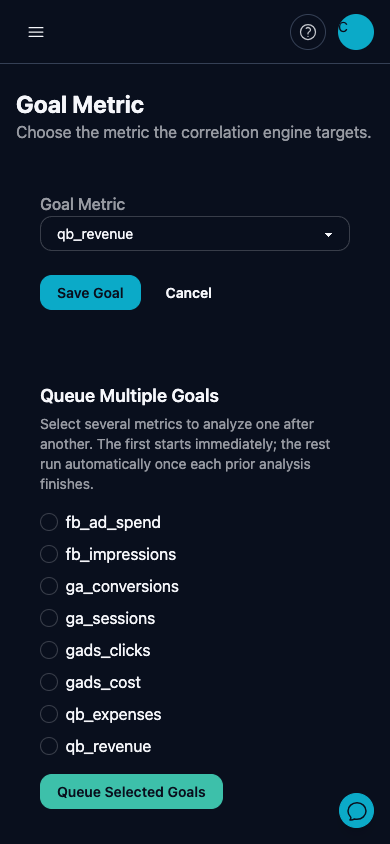 C
Goal Metric
Choose the metric the correlation engine targets.
Goal Metric
qb_revenue
Save Goal
Cancel
Queue Multiple Goals
Select several metrics to analyze one after
another. The first starts immediately; the rest
run automatically once each prior analysis
finishes.
fb_ad_spend
fb_impressions
ga_conversions
ga_sessions
gads_clicks
gads_cost
qb_expenses
qb_revenue
Queue Selected Goals